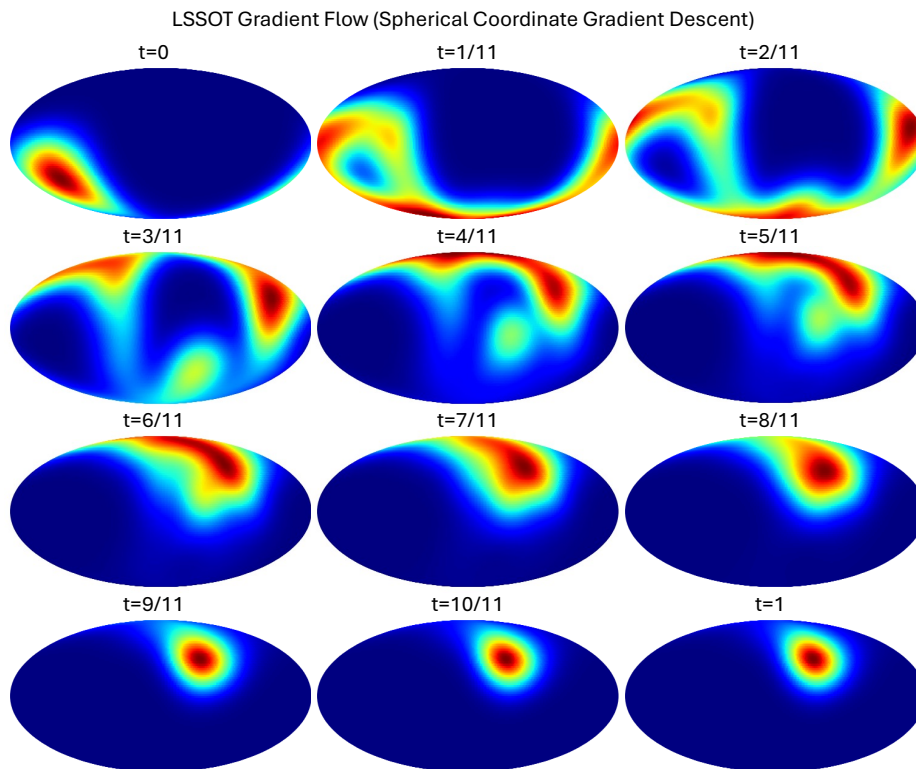 LSSOT Gradient Flow (Spherical Coordinate Gradient Descent)
t=0
t=1/11
t=2/11
t=3/11
t=4/11
t=5/11
t=6/11
t=7/11
t=8/11
t=9/11
t=10/11
t=1